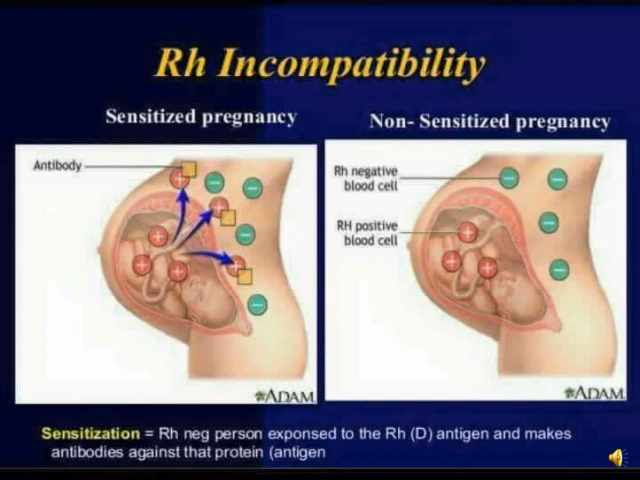 Rh Incompatibility
Sensitized pregnancy
Non- Sensitized pregnancy
Antibody
Rh negative
blood cell
RH positive
blood cell
ADAM
ADAM
Sensitization = Rh neg person exponsed to the Rh (D) antigen and makes
antibodies against that protein (antigen